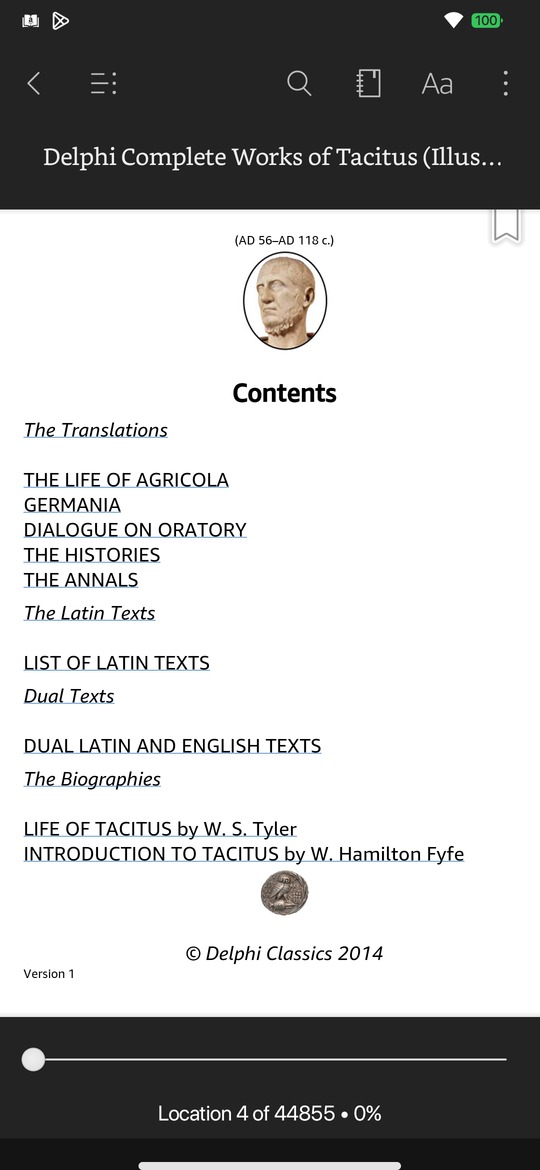 100
Aa
Delphi Complete Works of Tacitus (Illus...
(AD 56–AD 118 c.)
Contents
The Translations
THE LIFE OF AGRICOLA
GERMANIA
DIALOGUE ON ORATORY
THE HISTORIES
THE ANNALS
The Latin Texts
LIST OF LATIN TEXTS
Dual Texts
DUAL LATIN AND ENGLISH TEXTS
The Biographies
LIFE OF TACITUS by W. S. Tyler
INTRODUCTION TO TACITUS by W. Hamilton Fyfe
© Delphi Classics 2014
Version 1
Location 4 of 44855 • 0%